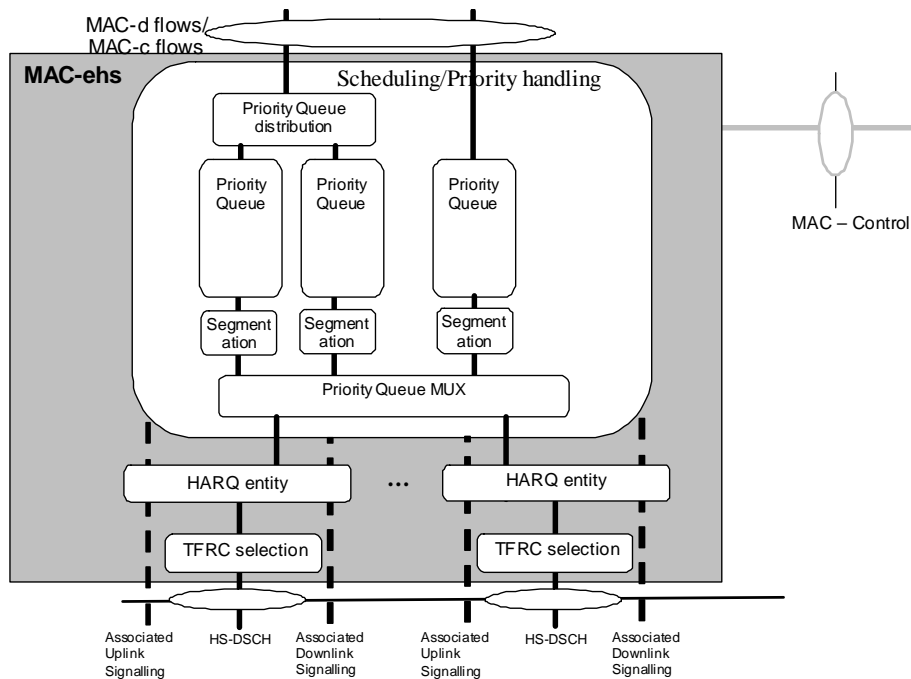 MAC-d flows/
MAC-c flows
MAC-ehs
Scheduling/Priority handling
Priority Queue
distribution
Priority
Queue
Priority
Queue
Priority
Queue
Segment
ation
Segment
ation
Segment
ation
Priority Queue MUX
HARQ entity
...
HARQ entity
TFRC selection
TFRC selection
MAC – Control
Associated
Uplink
Signalling
HS-DSCH
Associated
Downlink
Signalling
Associated
Uplink
Signalling
HS-DSCH
Associated
Downlink
Signalling